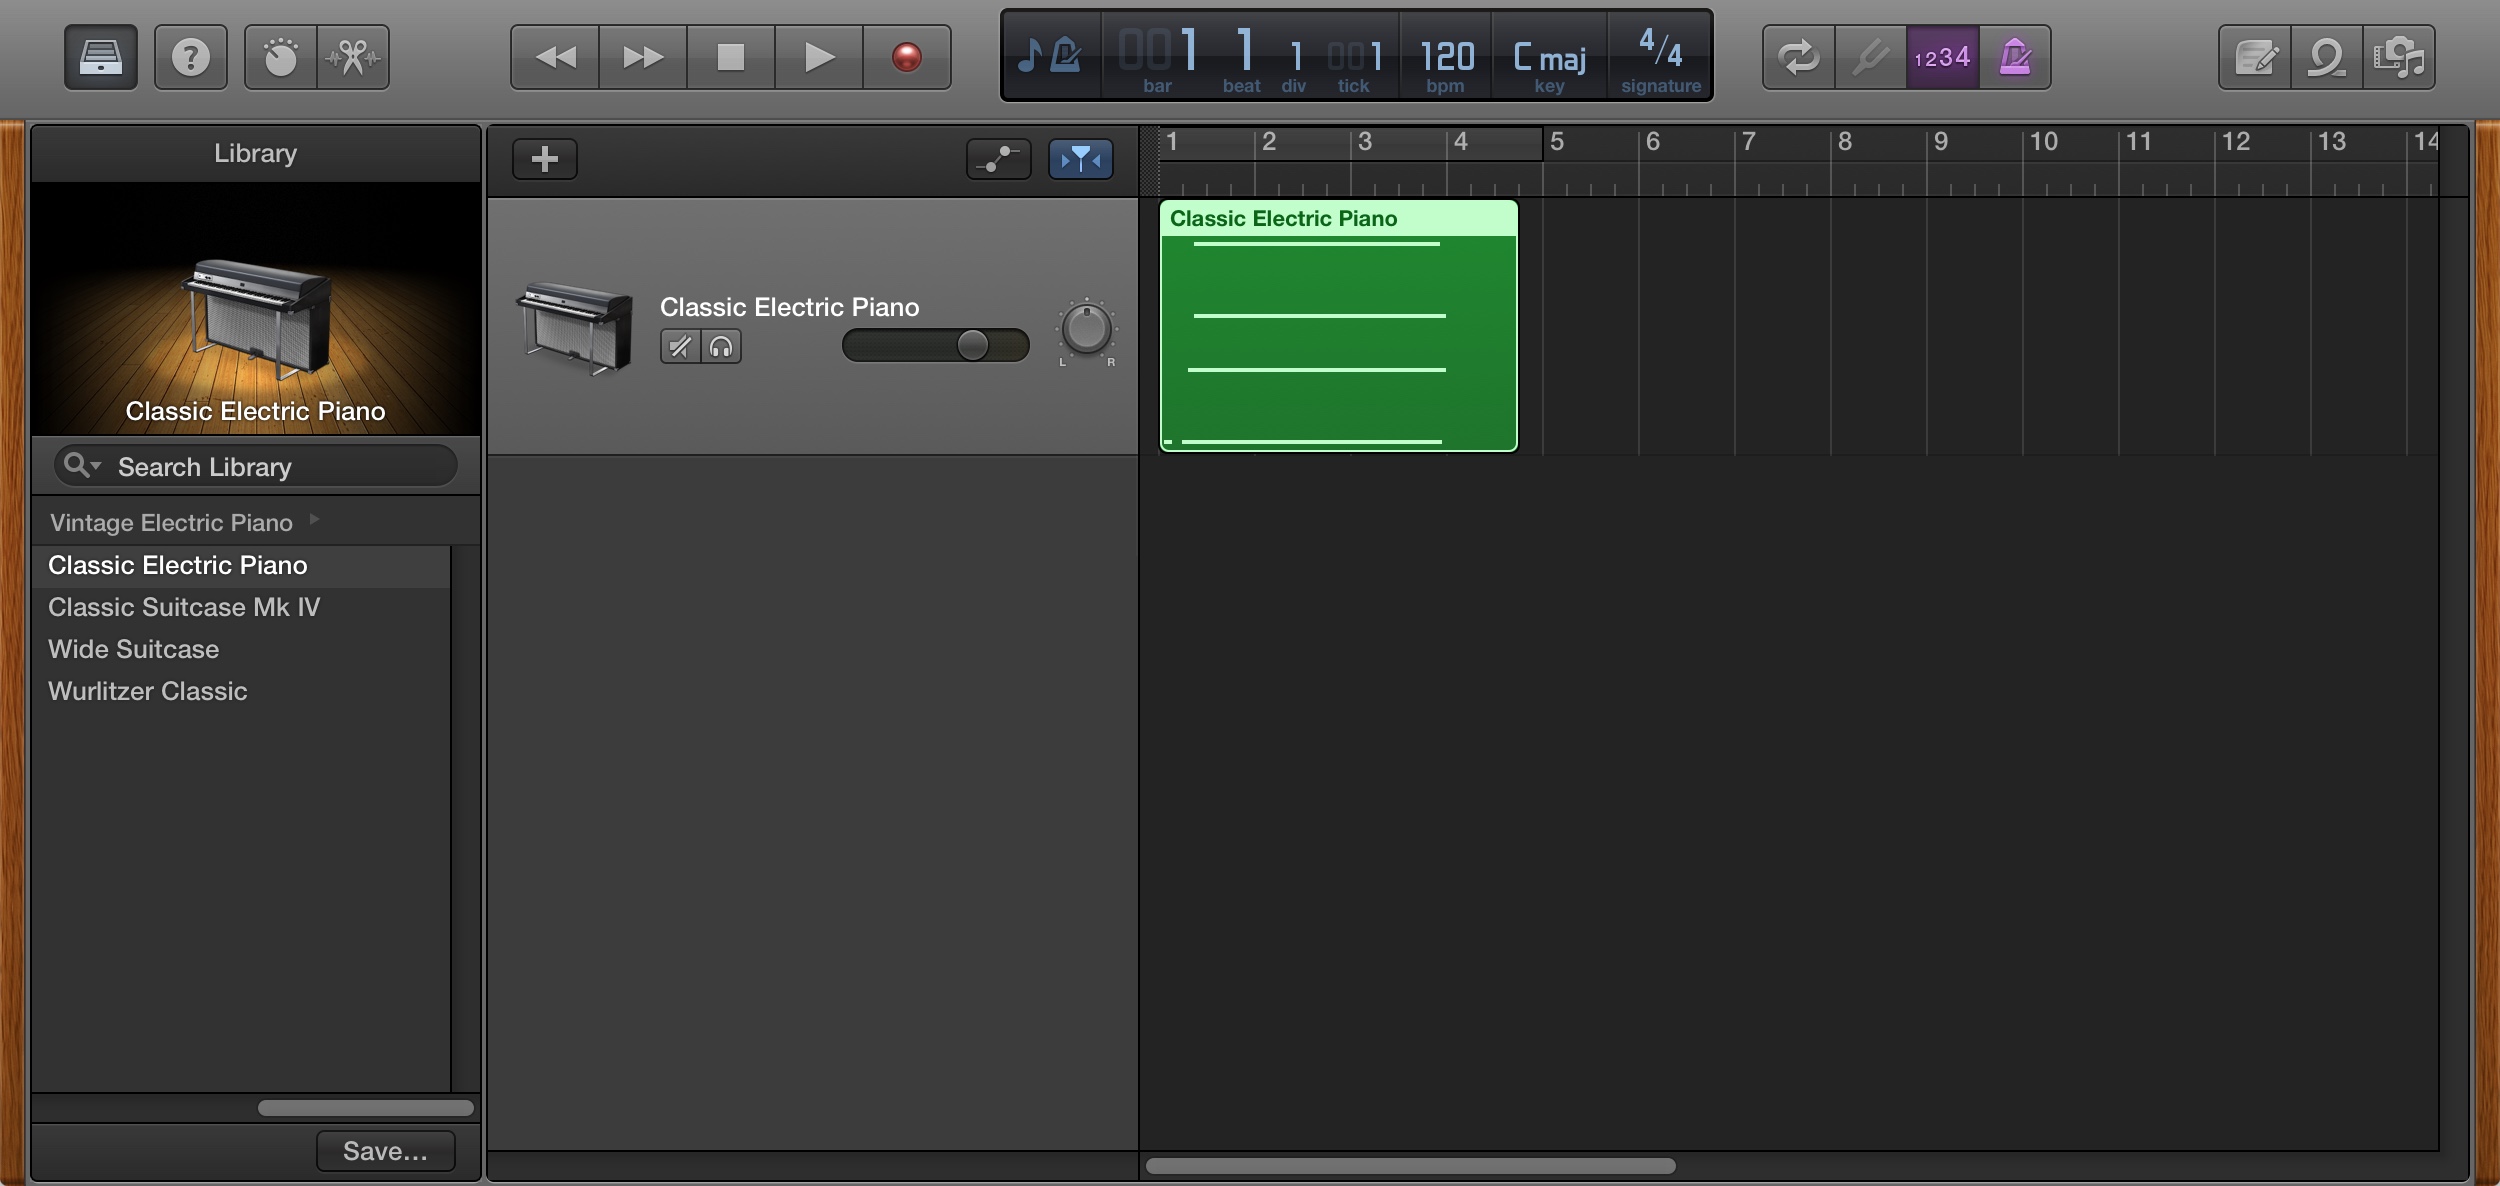 001 1 1 001 120 C maj 4/4
bar beat div tick bpm key signature
1234
Library
Classic Electric Piano
Search Library
Vintage Electric Piano
Classic Electric Piano
Classic Suitcase Mk IV
Wide Suitcase
Wurlitzer Classic
Save...
Classic Electric Piano
L R
1 2 3 4 5 6 7 8 9 10 11 12 13 14
Classic Electric Piano